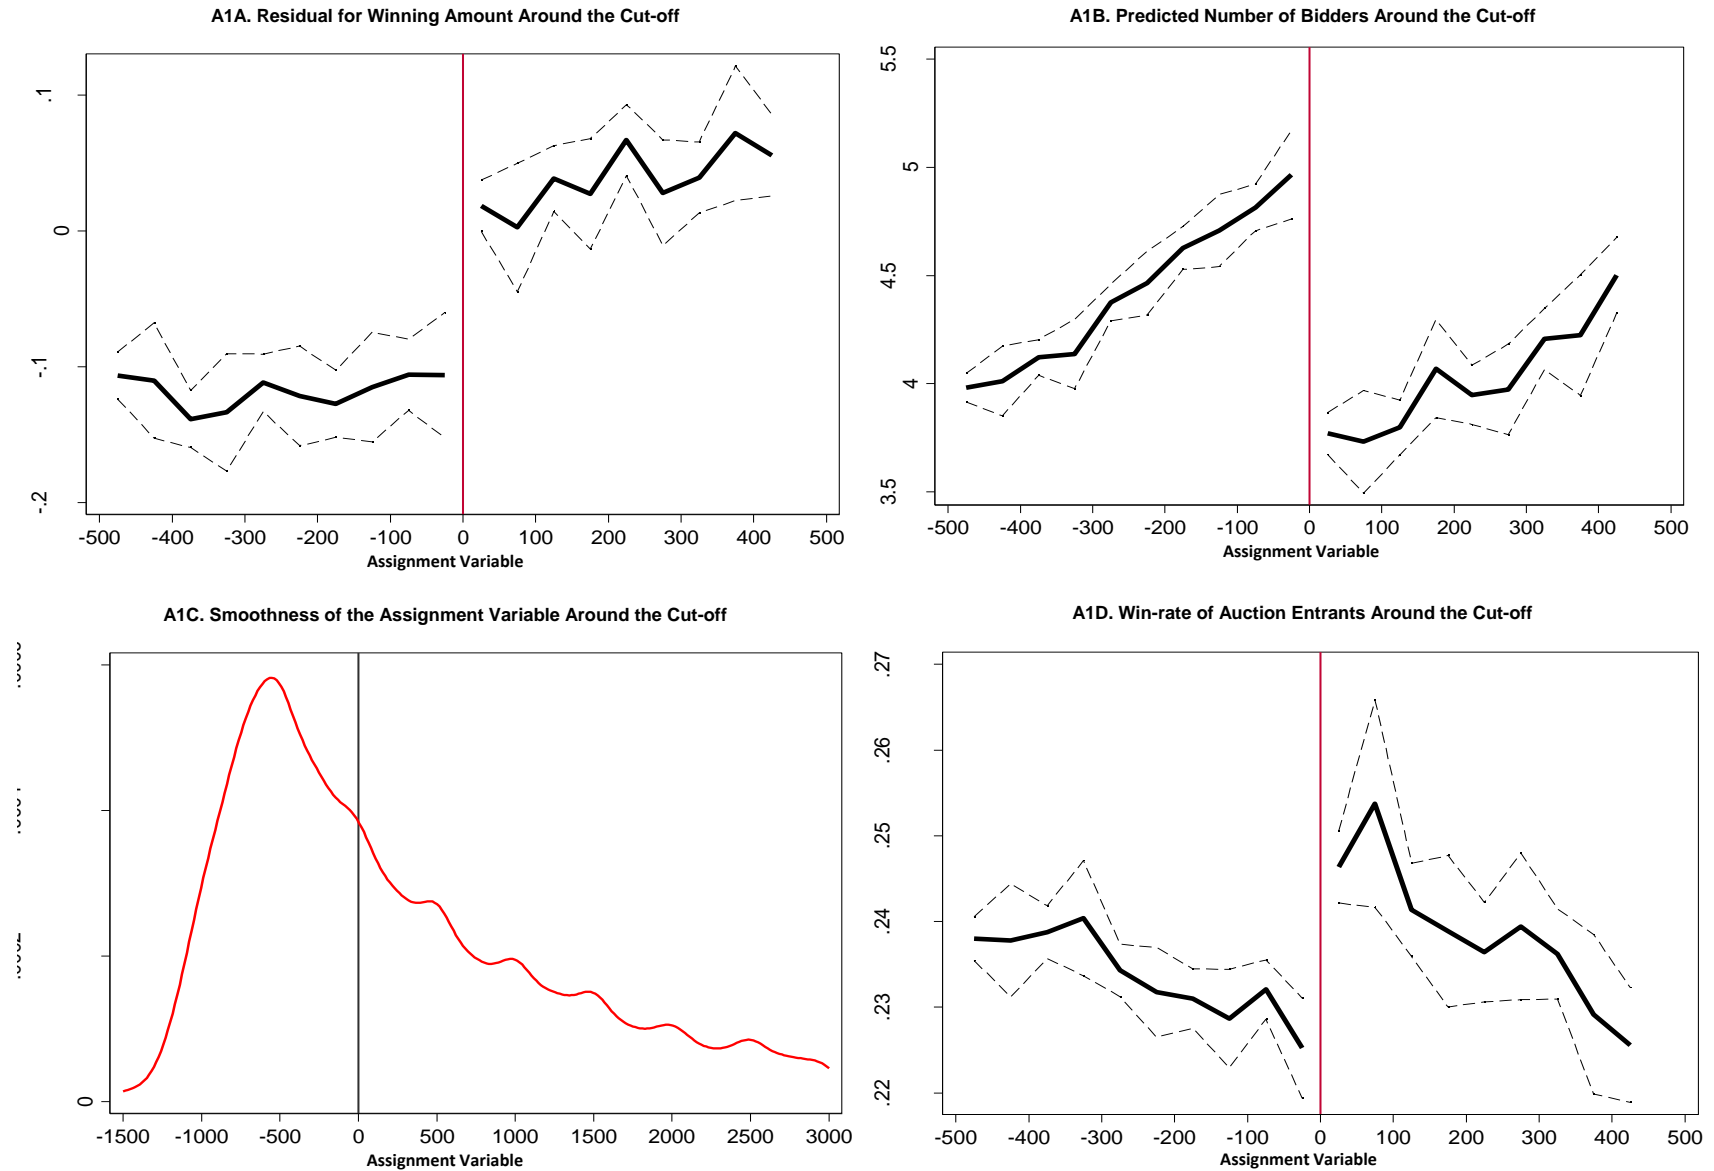 A1A. Residual for Winning Amount Around the Cut-off
.1
0
-.1
-.2
-500 -400 -300 -200 -100 0 100 200 300 400 500
Assignment Variable
A1B. Predicted Number of Bidders Around the Cut-off
5.5
5
4.5
4
3.5
-500 -400 -300 -200 -100 0 100 200 300 400 500
Assignment Variable
A1C. Smoothness of the Assignment Variable Around the Cut-off
0
-1500 -1000 -500 0 500 1000 1500 2000 2500 3000
Assignment Variable
A1D. Win-rate of Auction Entrants Around the Cut-off
.27
.26
.25
.24
.23
.22
-500 -400 -300 -200 -100 0 100 200 300 400 500
Assignment Variable